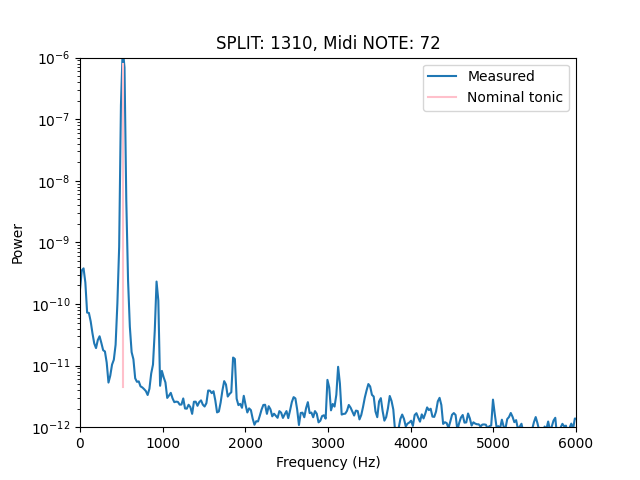 SPLIT: 1310, Midi NOTE: 72
Measured
Nominal tonic
10⁻⁶
10⁻⁷
10⁻⁸
10⁻⁹
10⁻¹⁰
10⁻¹¹
10⁻¹²
Power
0 1000 2000 3000 4000 5000 6000
Frequency (Hz)